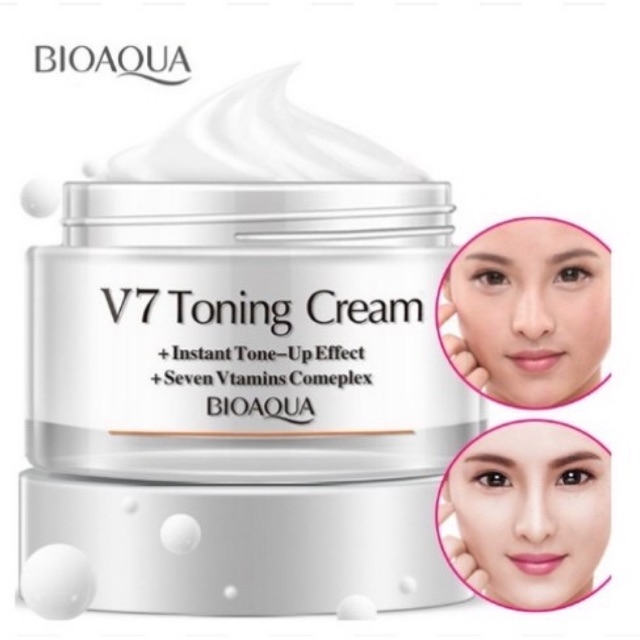 BIOAQUA
V7 Toning Cream
+Instant Tone-Up Effect
+Seven Vtamins Comeplex
BIOAQUA